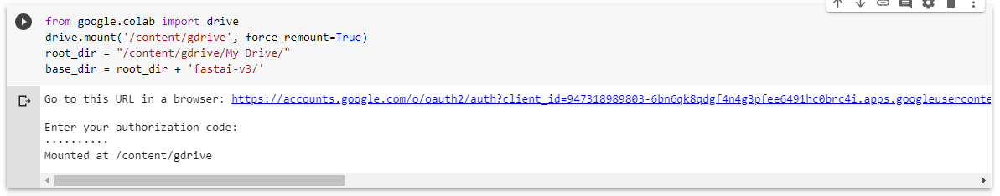 from google.colab import drive
drive.mount('/content/gdrive', force_remount=True)
root_dir = "/content/gdrive/My Drive/"
base_dir = root_dir + 'fastai-v3/'
Go to this URL in a browser: https://accounts.google.com/o/oauth2/auth?client_id=947318989803-6bn6qk8qdgf4n4g3pfee6491hc0brc4i.apps.googleuserconte
Enter your authorization code:
··········
Mounted at /content/gdrive